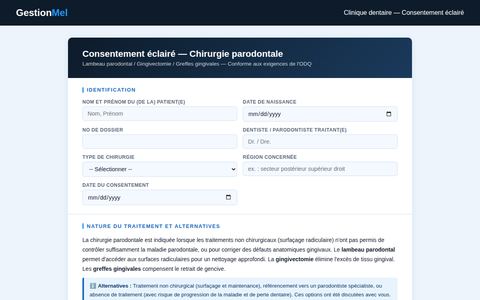 GestionMel
Clinique dentaire — Consentement éclairé
Consentement éclairé — Chirurgie parodontale
Lambeau parodontal / Gingivectomie / Greffes gingivales — Conforme aux exigences de l'ODQ
IDENTIFICATION
NOM ET PRÉNOM DU (DE LA) PATIENT(E)
DATE DE NAISSANCE
Nom, Prénom
mm/dd/yyyy
NO DE DOSSIER
DENTISTE / PARODONTISTE TRAITANT(E)
Dr. / Dre.
TYPE DE CHIRURGIE
RÉGION CONCERNÉE
-- Sélectionner --
ex. : secteur postérieur supérieur droit
DATE DU CONSENTEMENT
mm/dd/yyyy
NATURE DU TRAITEMENT ET ALTERNATIVES
La chirurgie parodontale est indiquée lorsque les traitements non chirurgicaux (surfaçage radiculaire) n'ont pas permis de
contrôler suffisamment la maladie parodontale, ou pour corriger des défauts anatomiques gingivaux. Le lambeau parodontal
permet d'accéder aux surfaces radiculaires pour un nettoyage approfondi. La gingivectomie élimine l'excès de tissu gingival.
Les greffes gingivales compensent le retrait de gencive.
ℹ️ Alternatives : Traitement non chirurgical (surfaçage et maintenance), référencement vers un parodontiste spécialiste, ou
absence de traitement (avec risque de progression de la maladie et de perte dentaire). Ces options ont été discutées avec vous.